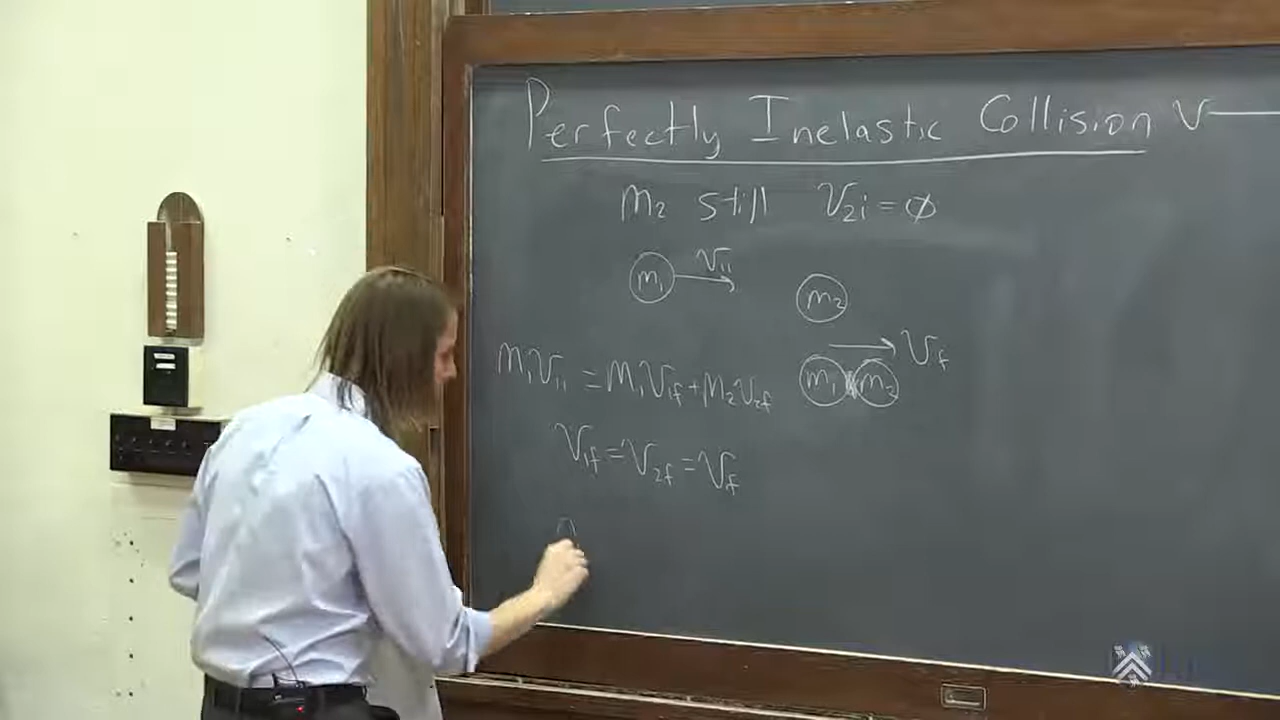 Perfectly Inelastic Collision v
m₂ still v₂ᵢ = ∅
m₁ v₁ᵢ
m₂
m₁v₁ᵢ = m₁v₁f + m₂v₂f
m₁ m₂ vf
v₁f = v₂f = vf